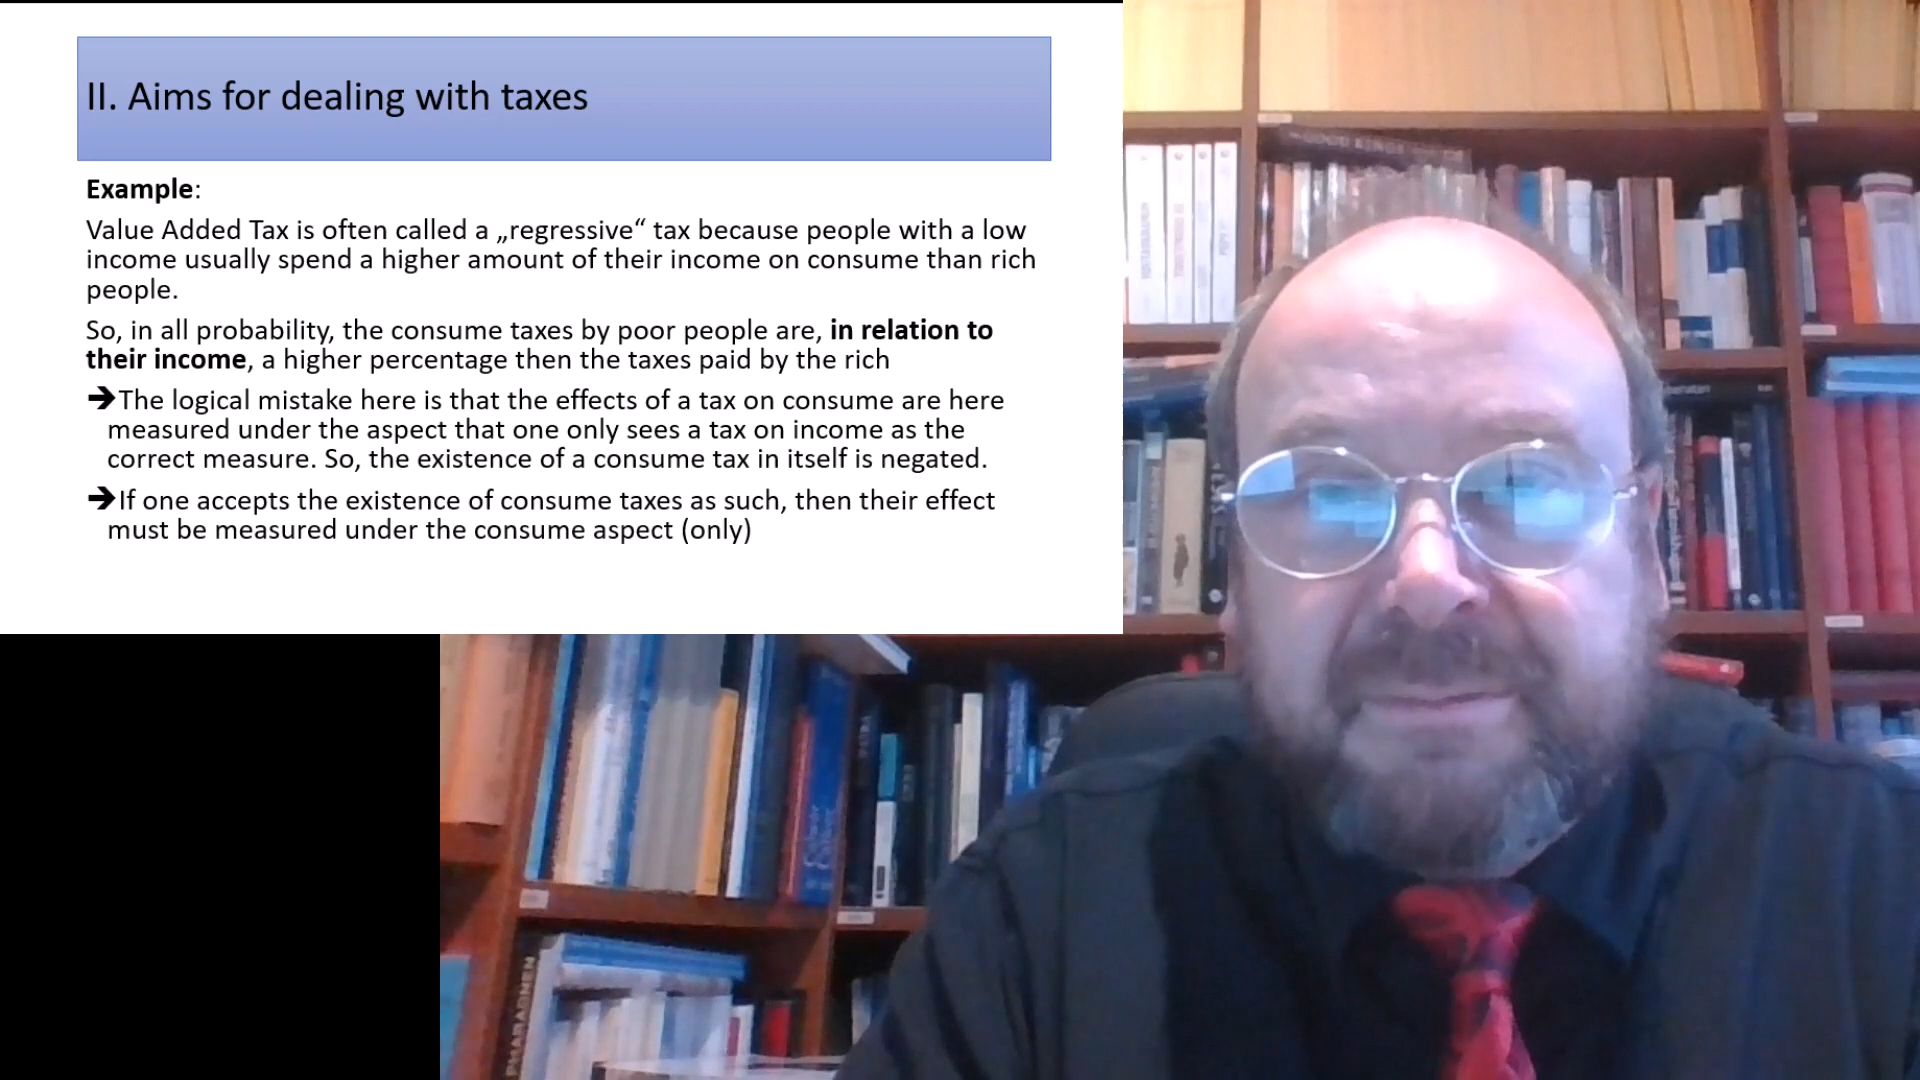 II. Aims for dealing with taxes
Example:
Value Added Tax is often called a „regressive“ tax because people with a low
income usually spend a higher amount of their income on consume than rich
people.
So, in all probability, the consume taxes by poor people are, in relation to
their income, a higher percentage then the taxes paid by the rich
➔The logical mistake here is that the effects of a tax on consume are here
measured under the aspect that one only sees a tax on income as the
correct measure. So, the existence of a consume tax in itself is negated.
➔If one accepts the existence of consume taxes as such, then their effect
must be measured under the consume aspect (only)